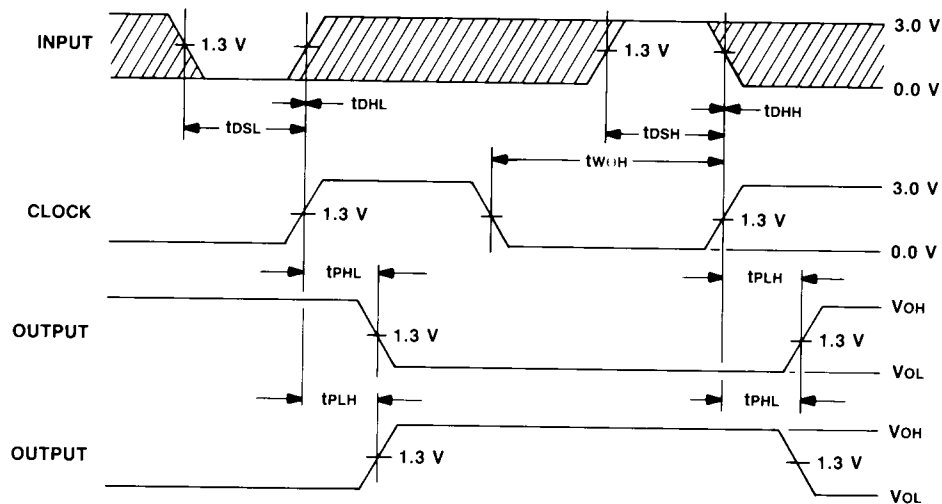 INPUT
1.3 V
1.3 V
3.0 V
0.0 V
tDHL
tDHH
tDSL
tDSH
tWΦH
CLOCK
1.3 V
1.3 V
3.0 V
0.0 V
tPHL
tPLH
OUTPUT
1.3 V
1.3 V
VOH
VOL
tPLH
tPHL
OUTPUT
1.3 V
1.3 V
VOH
VOL